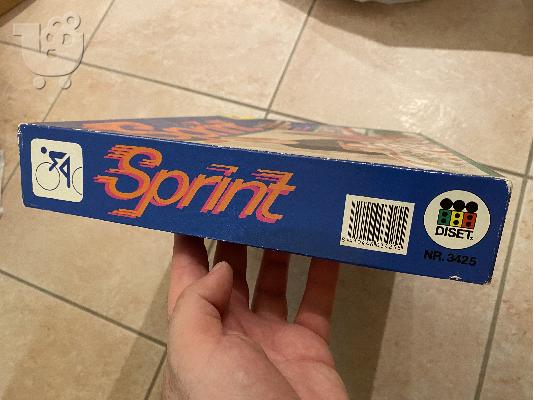 Sprint
DISET
NR. 3425